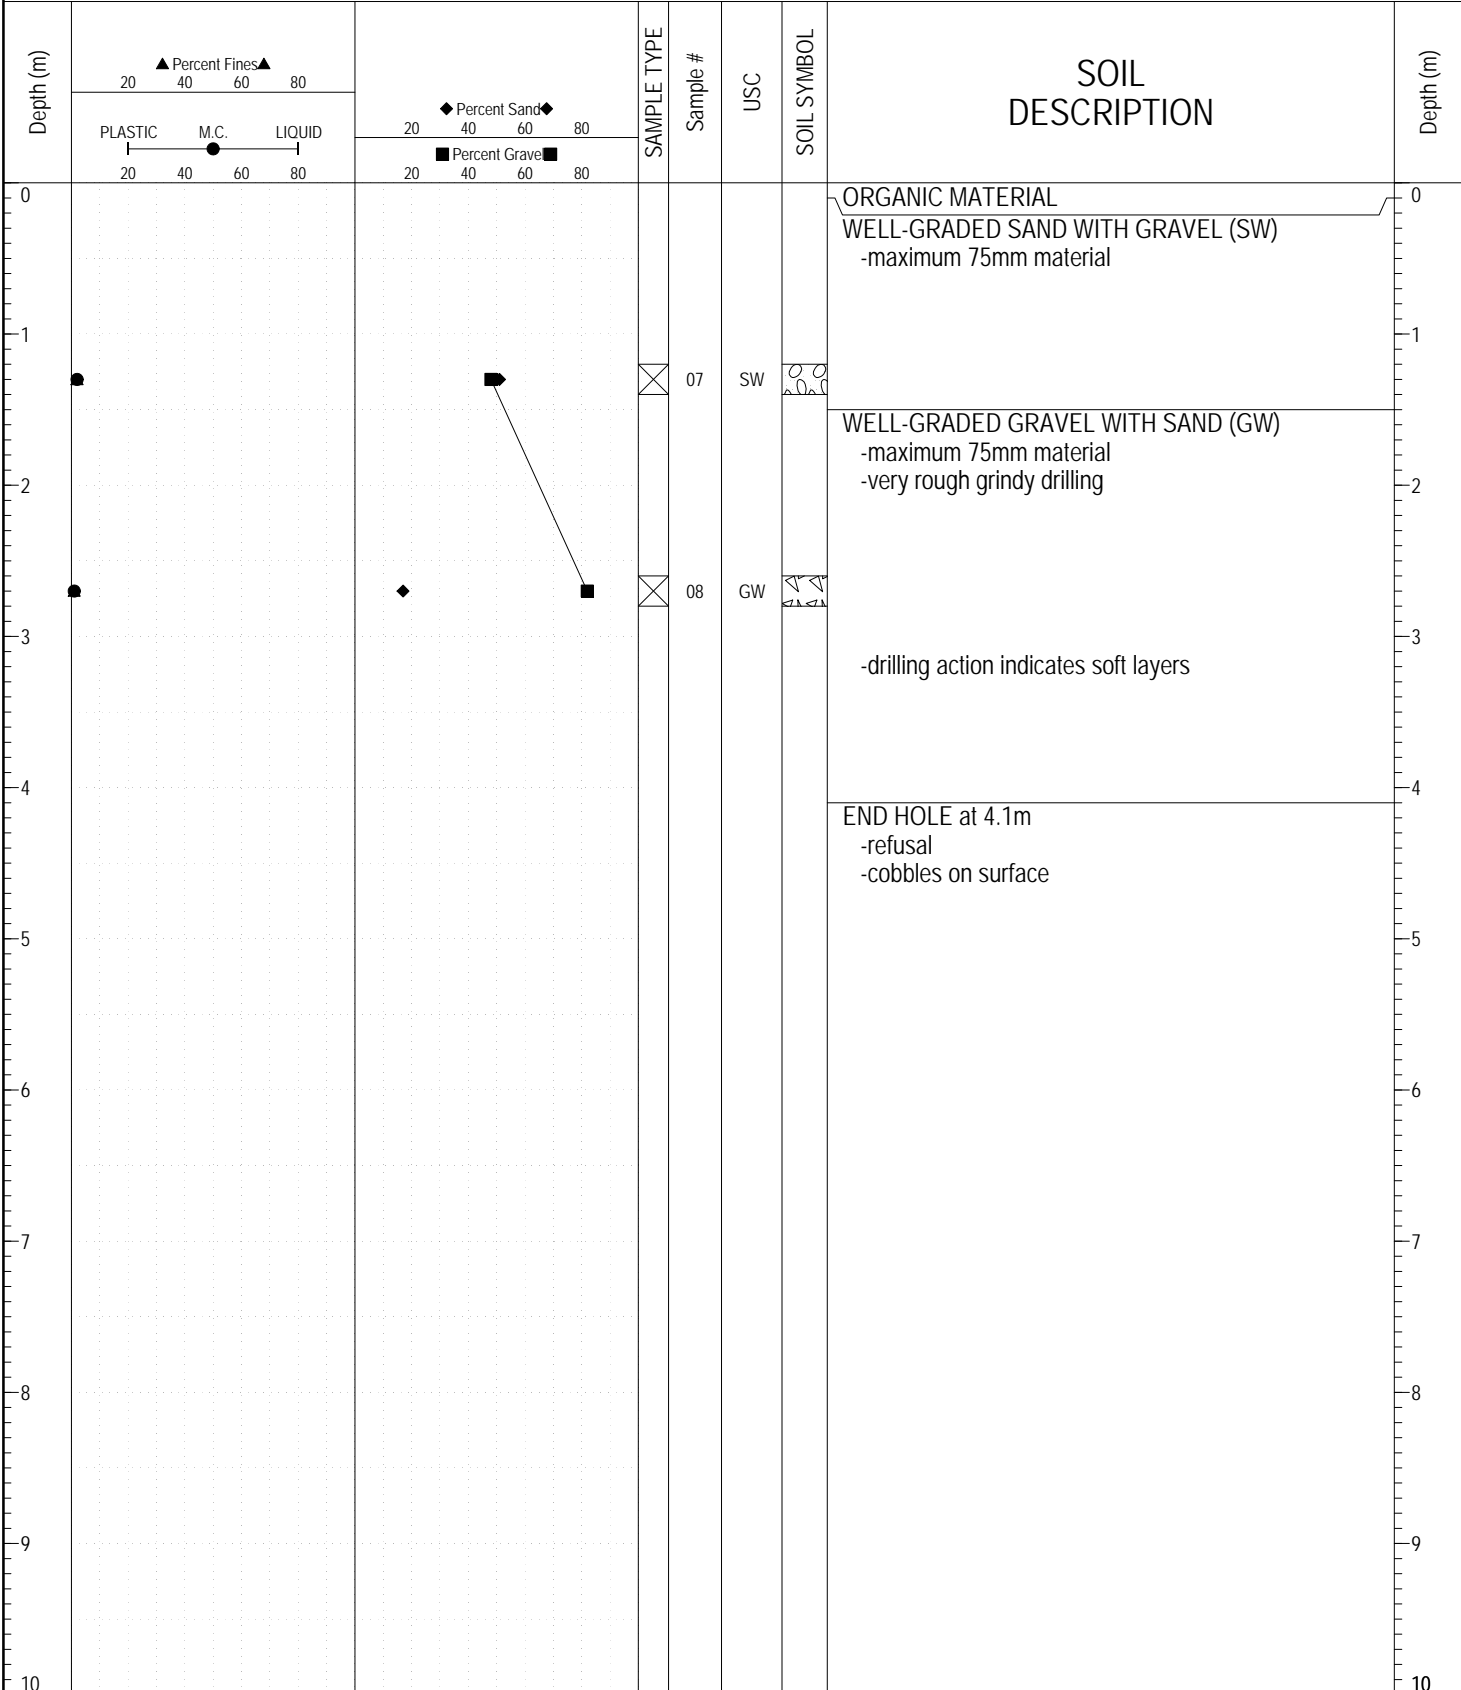 Depth (m)
Percent Fines
20 40 60 80
PLASTIC M.C. LIQUID
20 40 60 80
Percent Sand
20 40 60 80
Percent Gravel
20 40 60 80
SAMPLE TYPE
Sample #
USC
SOIL SYMBOL
SOIL
DESCRIPTION
Depth (m)
0 0
ORGANIC MATERIAL
WELL-GRADED SAND WITH GRAVEL (SW)
-maximum 75mm material
1 1
07 SW
WELL-GRADED GRAVEL WITH SAND (GW)
-maximum 75mm material
-very rough grindy drilling
2 2
08 GW
3 3
-drilling action indicates soft layers
4 4
END HOLE at 4.1m
-refusal
-cobbles on surface
5 5
6 6
7 7
8 8
9 9
10 10